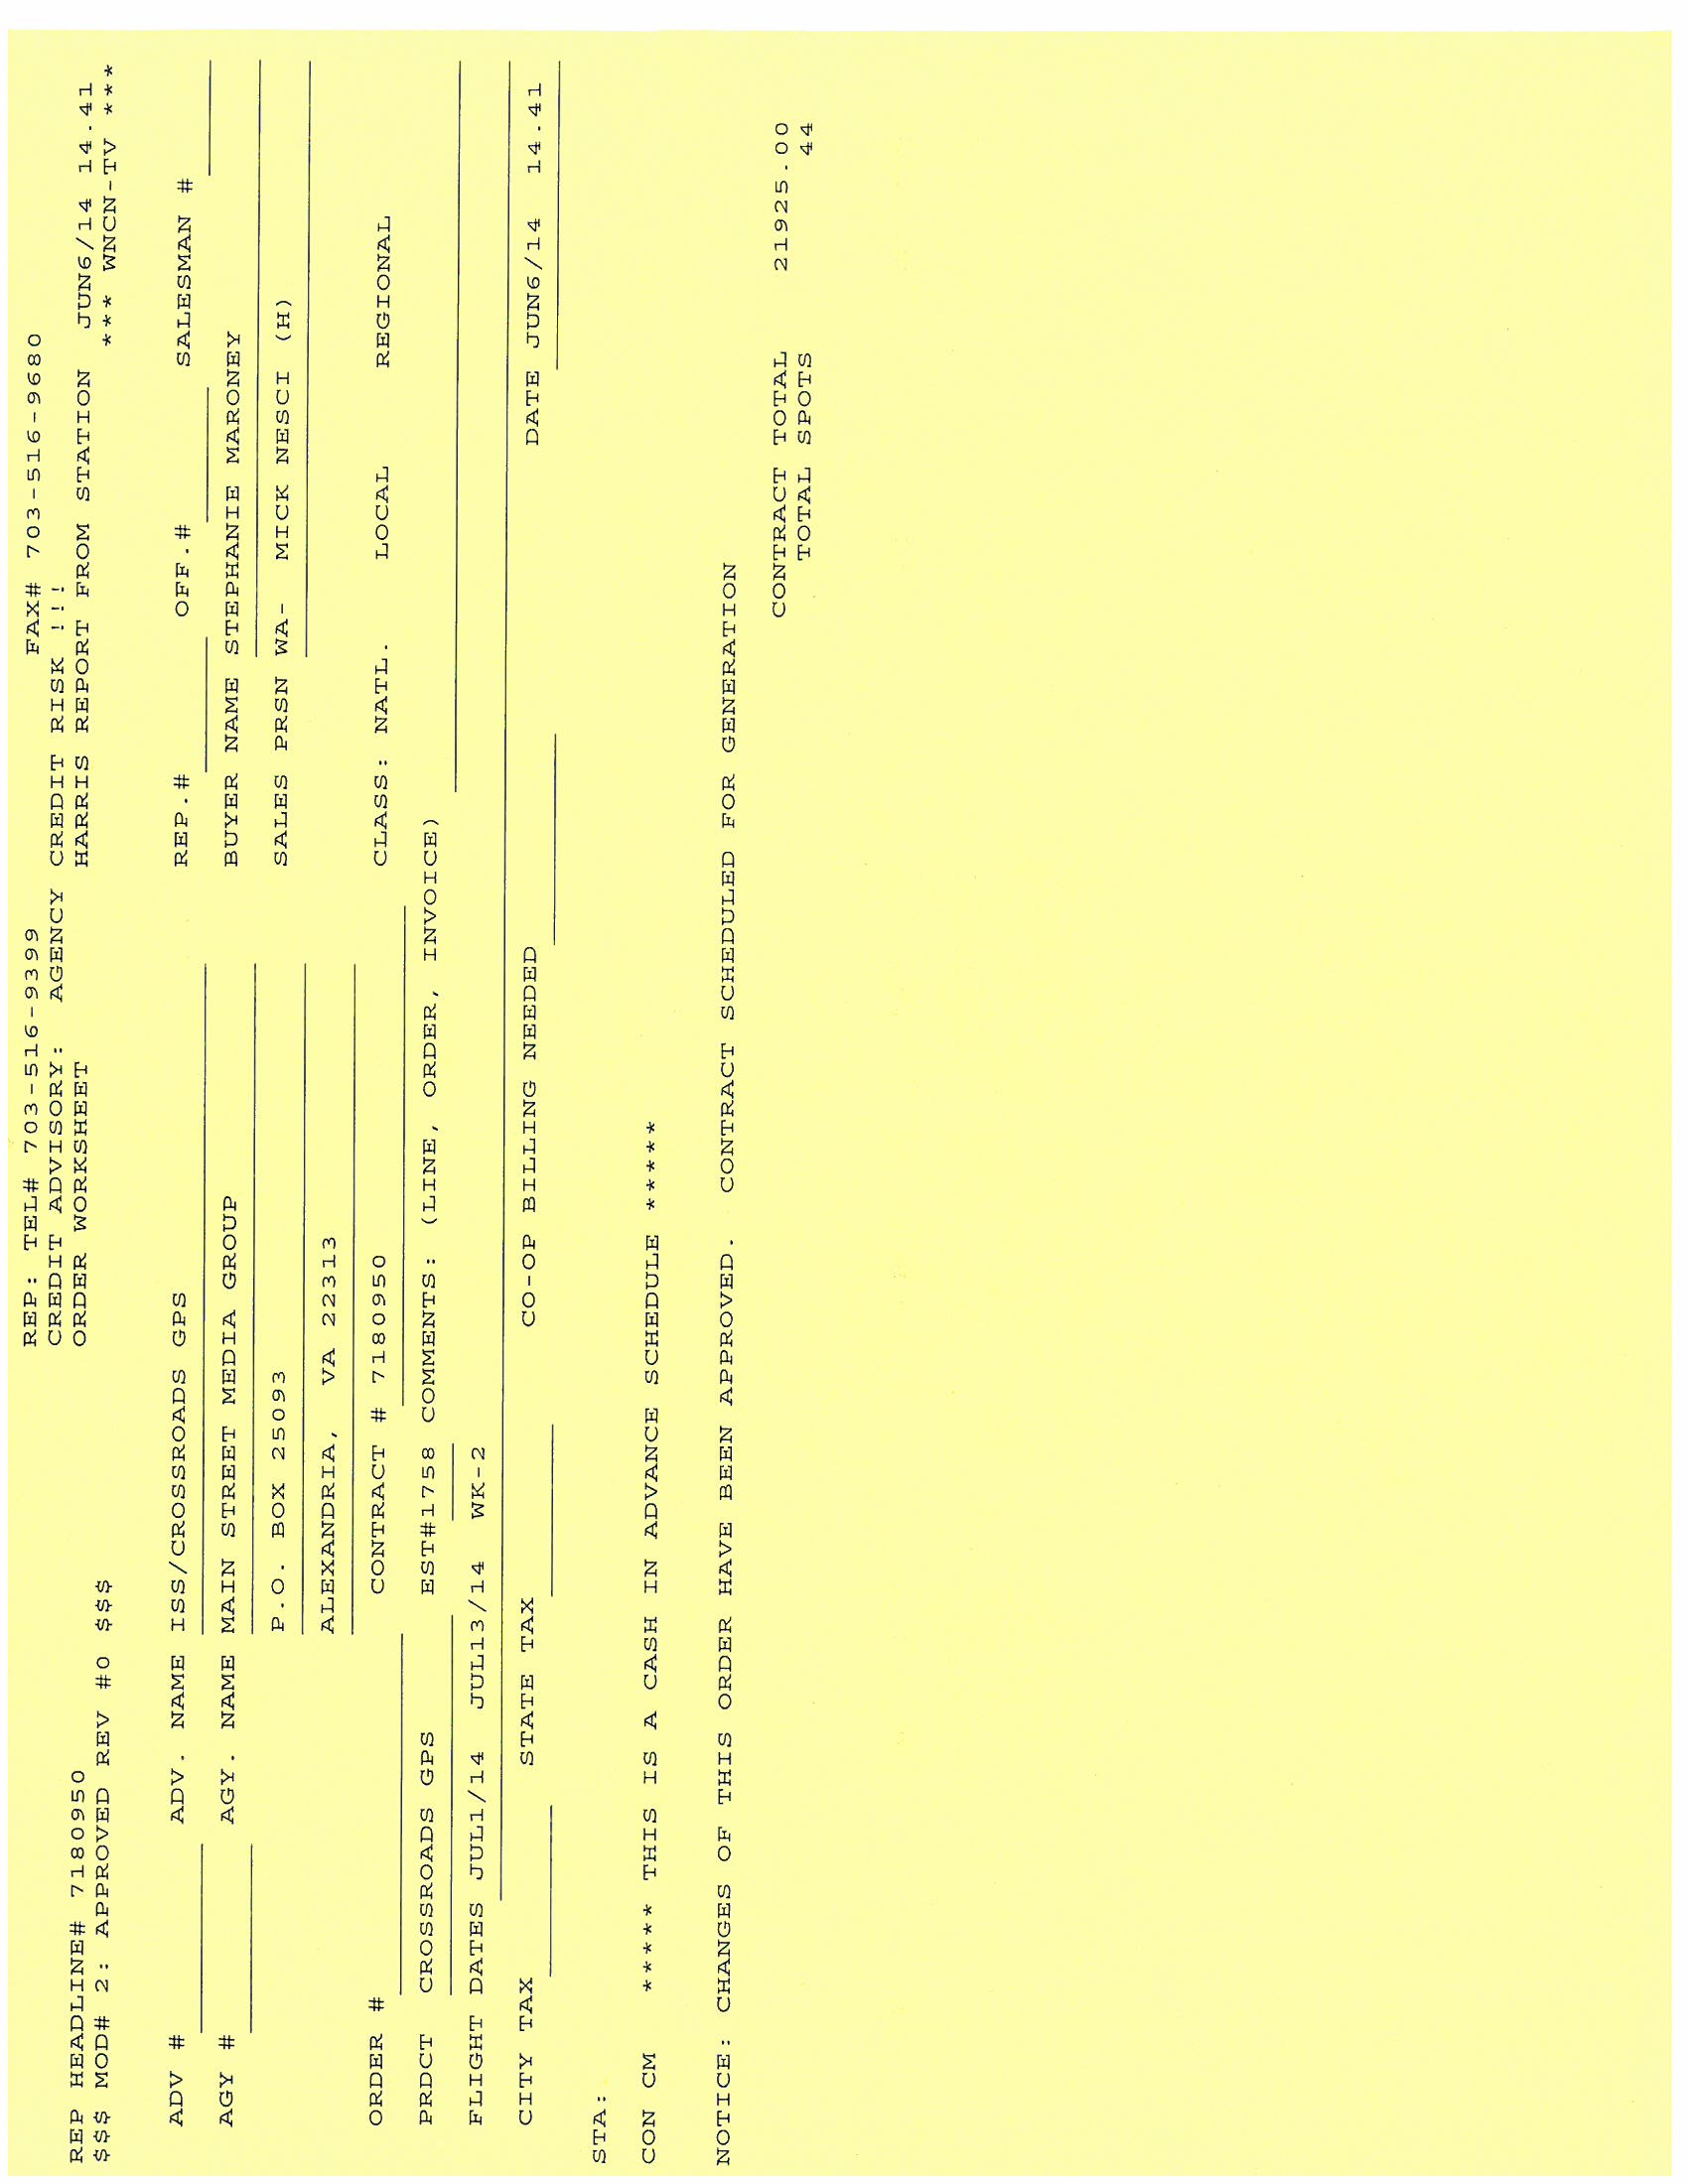 REP: TEL# 703-516-9399 FAX# 703-516-9680
CREDIT ADVISORY: AGENCY CREDIT RISK !!!
REP HEADLINE# 7180950 ORDER WORKSHEET HARRIS REPORT FROM STATION JUN6/14 14.41
$$$ MOD# 2: APPROVED REV #0 $$$ *** WNCN-TV ***
ADV # ADV. NAME ISS/CROSSROADS GPS REP.# OFF.# SALESMAN #
AGY # AGY. NAME MAIN STREET MEDIA GROUP BUYER NAME STEPHANIE MARONEY
P.O. BOX 25093 SALES PRSN WA- MICK NESCI (H)
ALEXANDRIA, VA 22313
ORDER # CONTRACT # 7180950 CLASS: NATL. LOCAL REGIONAL
PRDCT CROSSROADS GPS EST#1758 COMMENTS: (LINE, ORDER, INVOICE)
FLIGHT DATES JUL1/14 JUL13/14 WK-2
CITY TAX STATE TAX CO-OP BILLING NEEDED DATE JUN6/14 14.41
STA:
CON CM ***** THIS IS A CASH IN ADVANCE SCHEDULE *****
NOTICE: CHANGES OF THIS ORDER HAVE BEEN APPROVED. CONTRACT SCHEDULED FOR GENERATION
CONTRACT TOTAL 21925.00
TOTAL SPOTS 44